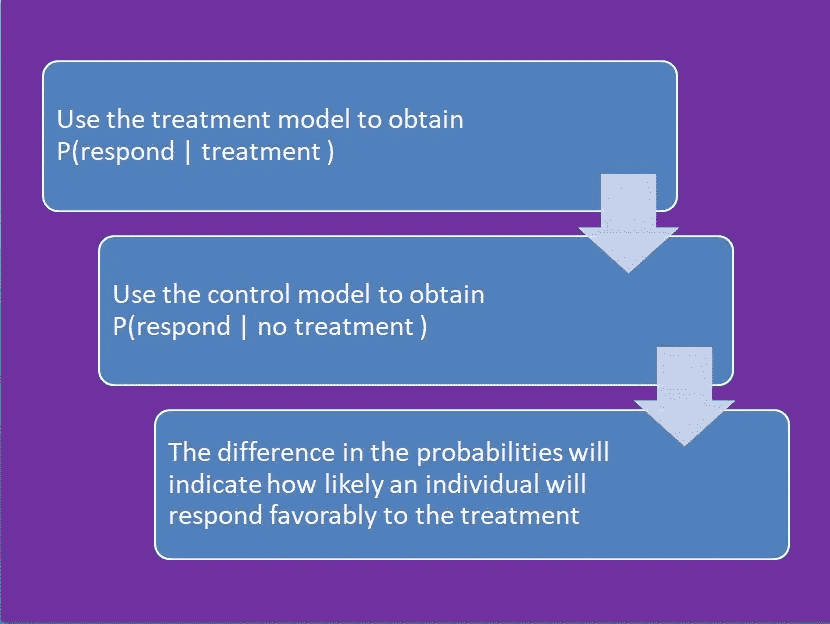 Use the treatment model to obtain
P(respond | treatment )
Use the control model to obtain
P(respond | no treatment )
The difference in the probabilities will
indicate how likely an individual will
respond favorably to the treatment